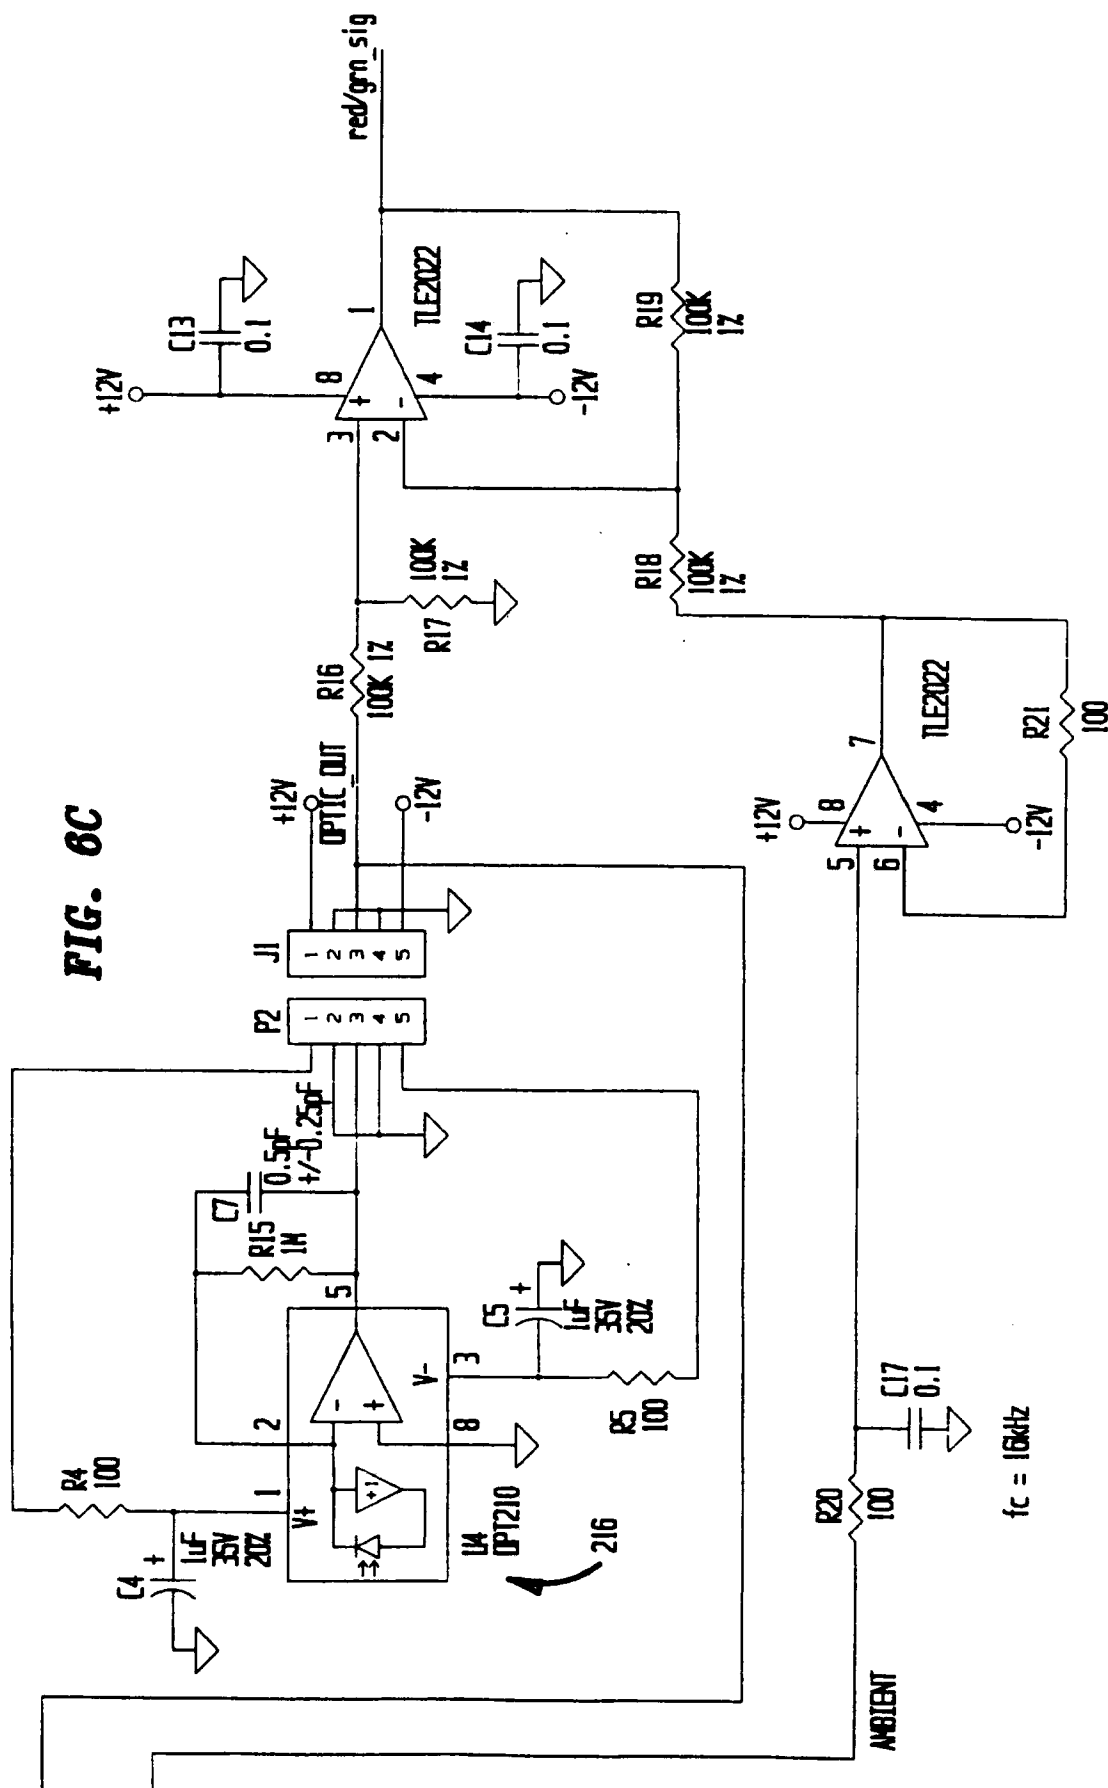 FIG. 6C
C4
+
1uF
35V
20%
R4
100
1
V+
2
8
V-
3
-
+
+1
5
U4
OPT210
216
C7
0.5pF
+/-0.25pF
R15
1M
C5
+
1uF
35V
20%
R5
100
P2
1
2
3
4
5
J1
1
2
3
4
5
+12V
OPTIC_OUT
-12V
R16
100K 1%
R17
100K
1%
+12V
C13
0.1
3
2
8
4
+
-
1
TLE2022
C14
0.1
-12V
red/grn_sig
R18
100K
1%
R19
100K
1%
AMBIENT
R20
100
C17
0.1
fc = 16kHz
+12V
5
6
8
4
+
-
7
-12V
TLE2022
R21
100